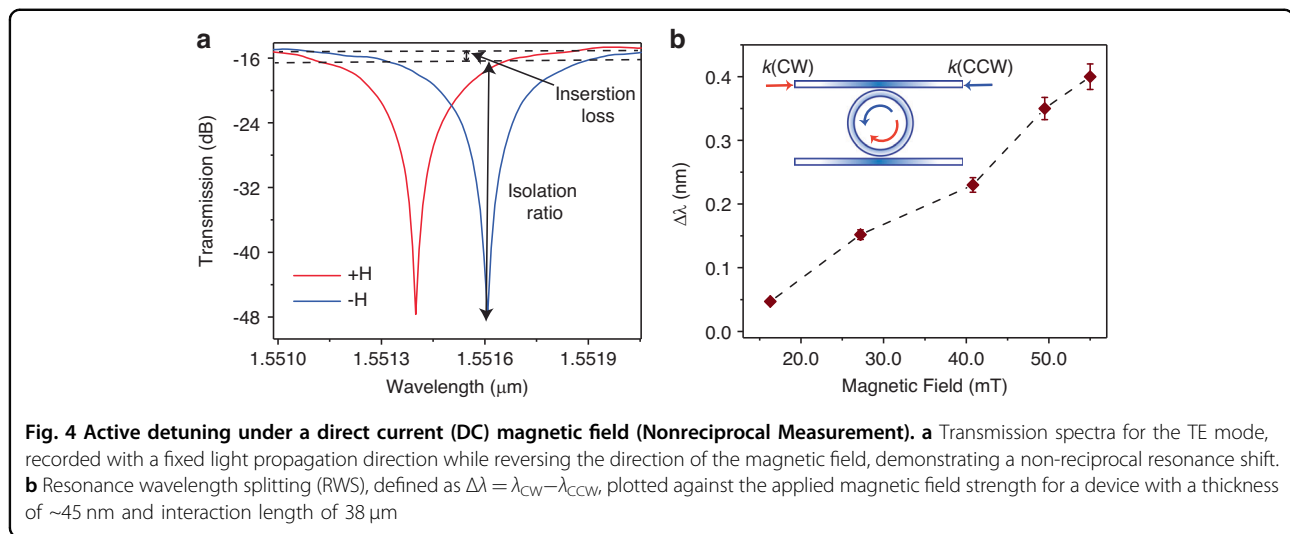 a
-16
-24
-32
-40
-48
Transmission (dB)
Inserstion
loss
Isolation
ratio
+H
-H
1.5510
1.5513
1.5516
1.5519
Wavelength (μm)
b
k(CW)
k(CCW)
0.4
0.3
0.2
0.1
0.0
Δλ (nm)
20.0
30.0
40.0
50.0
Magnetic Field (mT)
Fig. 4 Active detuning under a direct current (DC) magnetic field (Nonreciprocal Measurement). a Transmission spectra for the TE mode,
recorded with a fixed light propagation direction while reversing the direction of the magnetic field, demonstrating a non-reciprocal resonance shift.
b Resonance wavelength splitting (RWS), defined as Δλ = λCW−λCCW, plotted against the applied magnetic field strength for a device with a thickness
of ~45 nm and interaction length of 38 μm